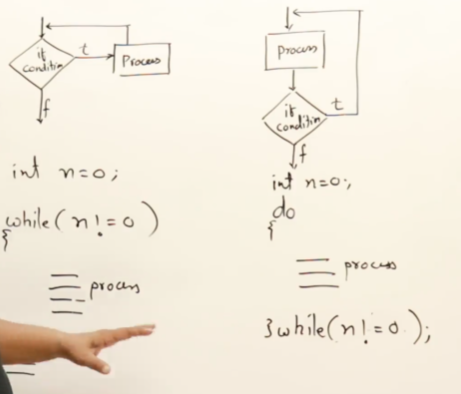 if
condition
t
Process
f
int n=0;
while(n!=0)
{
process
Process
if
condition
t
f
int n=0;
do
{
process
}while(n!=0);